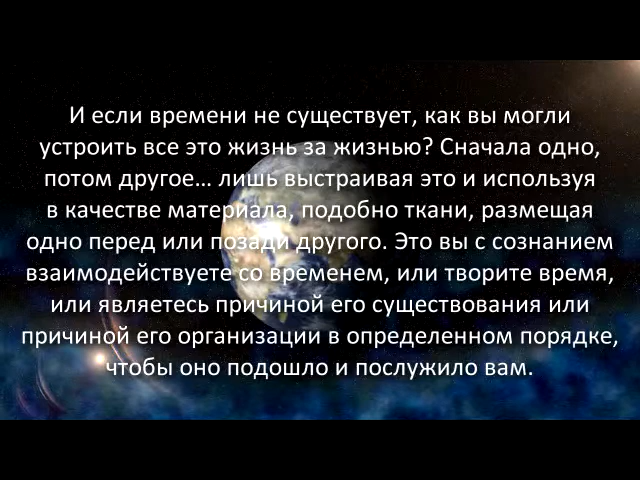 И если времени не существует, как вы могли
устроить все это жизнь за жизнью? Сначала одно,
потом другое… лишь выстраивая это и используя
в качестве материала, подобно ткани, размещая
одно перед или позади другого. Это вы с сознанием
взаимодействуете со временем, или творите время,
или являетесь причиной его существования или
причиной его организации в определенном порядке,
чтобы оно подошло и послужило вам.